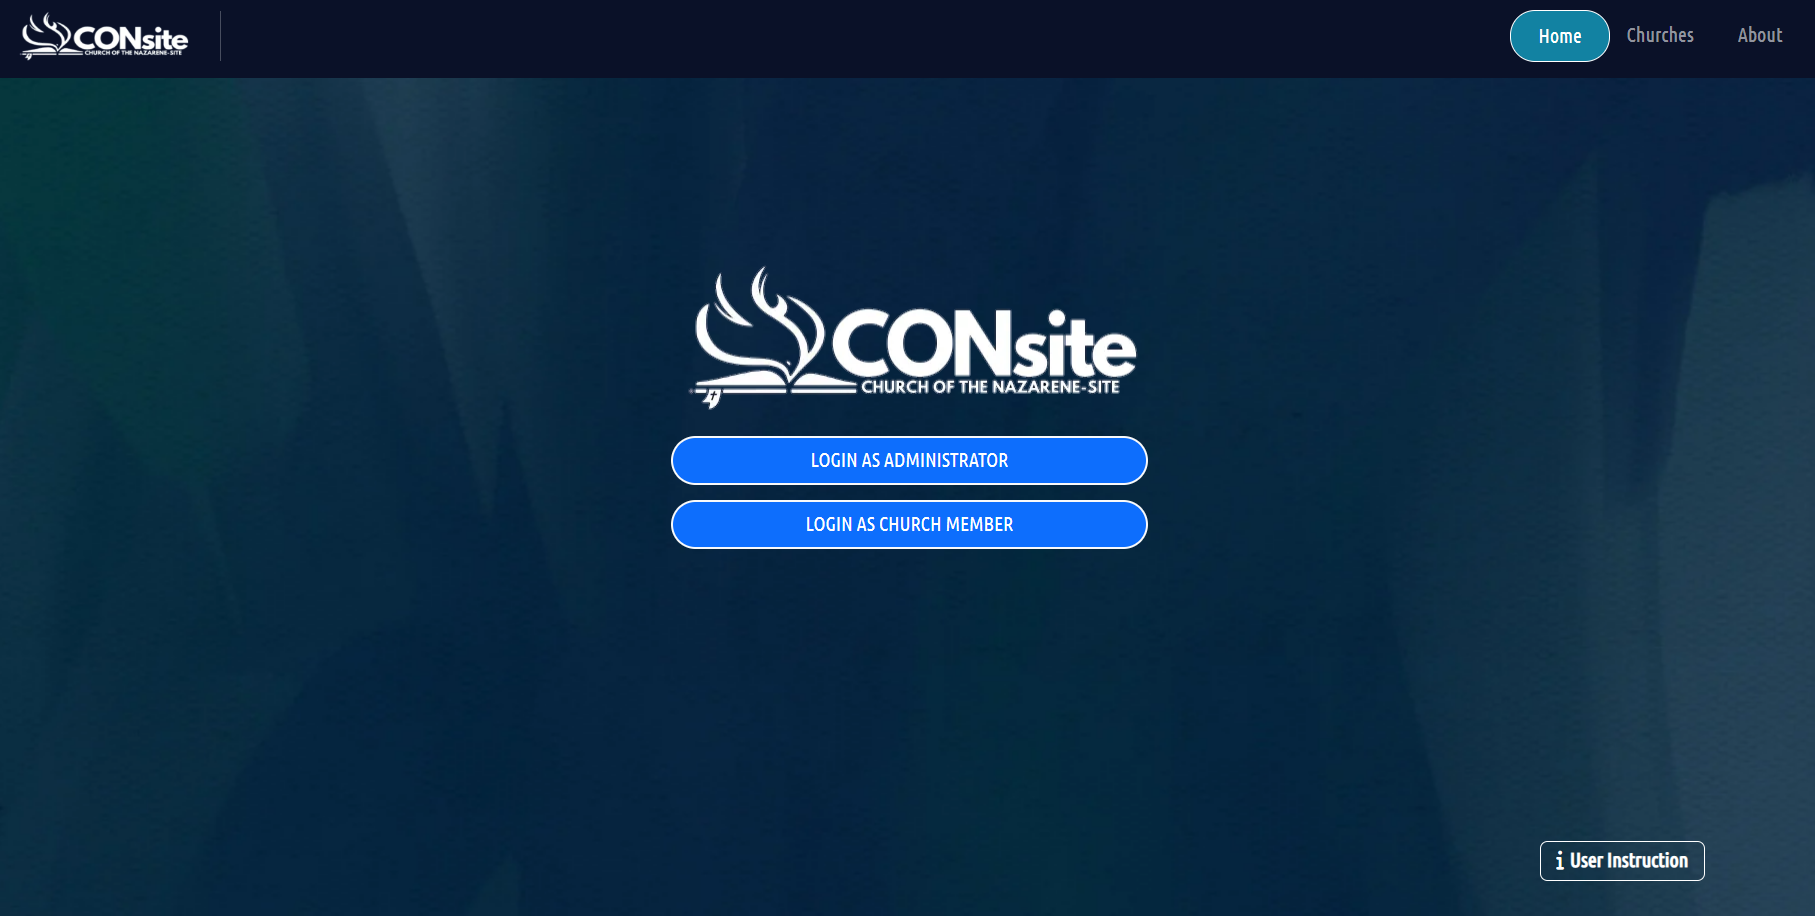 CONsite
CHURCH OF THE NAZARENE-SITE
Home
Churches
About
CONsite
CHURCH OF THE NAZARENE-SITE
LOGIN AS ADMINISTRATOR
LOGIN AS CHURCH MEMBER
i User Instruction